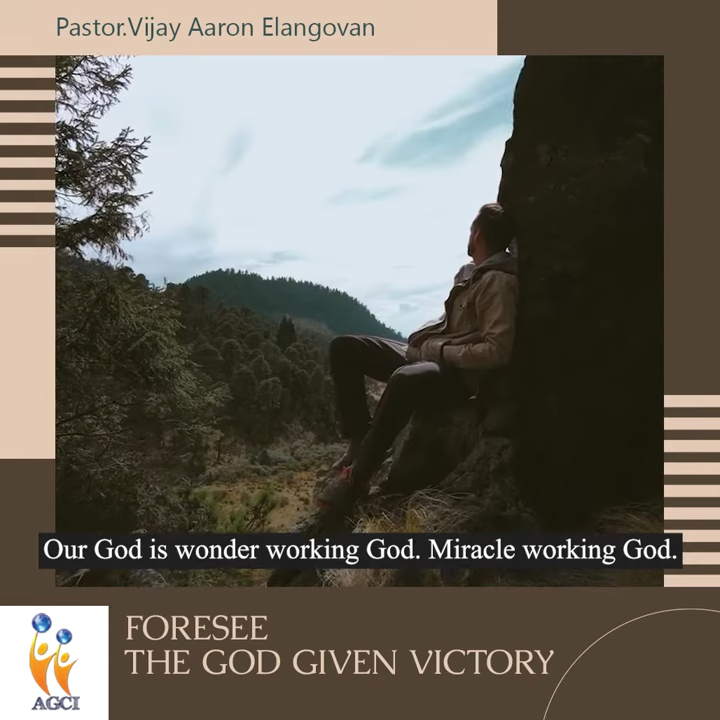 Pastor.Vijay Aaron Elangovan
Our God is wonder working God. Miracle working God.
FORESEE
THE GOD GIVEN VICTORY
AGCI